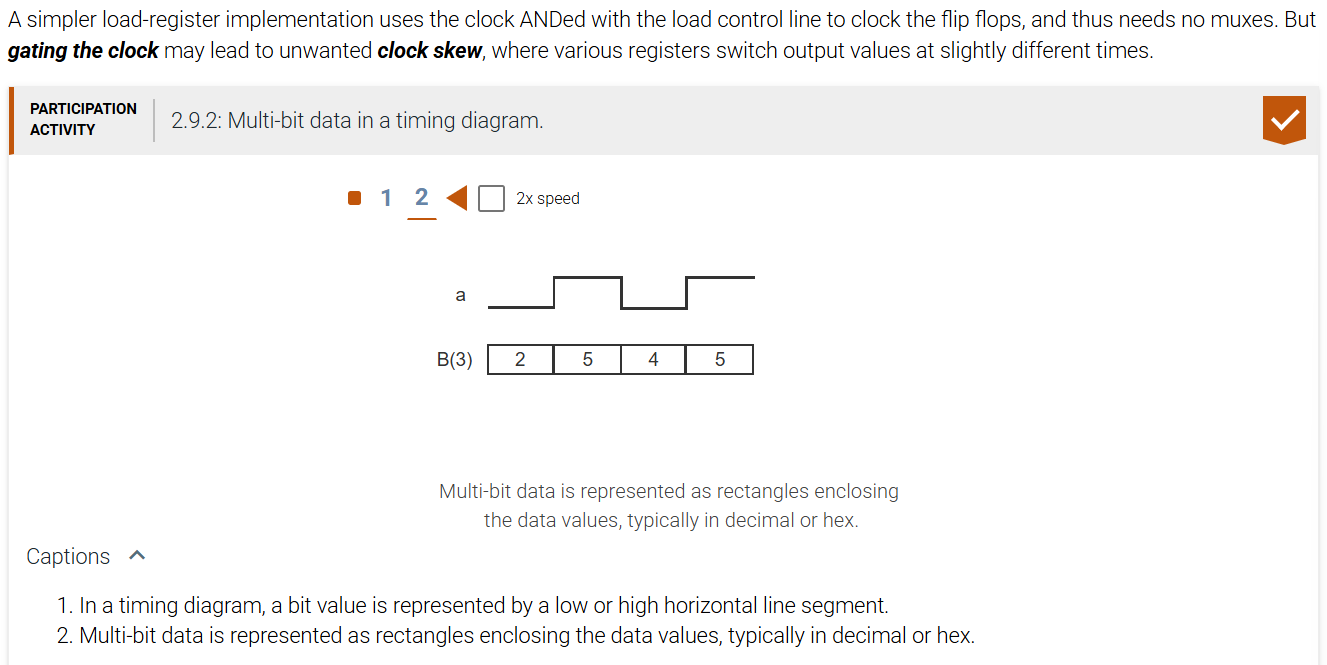 A simpler load-register implementation uses the clock ANDed with the load control line to clock the flip flops, and thus needs no muxes. But
gating the clock may lead to unwanted clock skew, where various registers switch output values at slightly different times.
PARTICIPATION
ACTIVITY
2.9.2: Multi-bit data in a timing diagram.
1 2 2x speed
a
B(3) 2 5 4 5
Multi-bit data is represented as rectangles enclosing
the data values, typically in decimal or hex.
Captions
1. In a timing diagram, a bit value is represented by a low or high horizontal line segment.
2. Multi-bit data is represented as rectangles enclosing the data values, typically in decimal or hex.